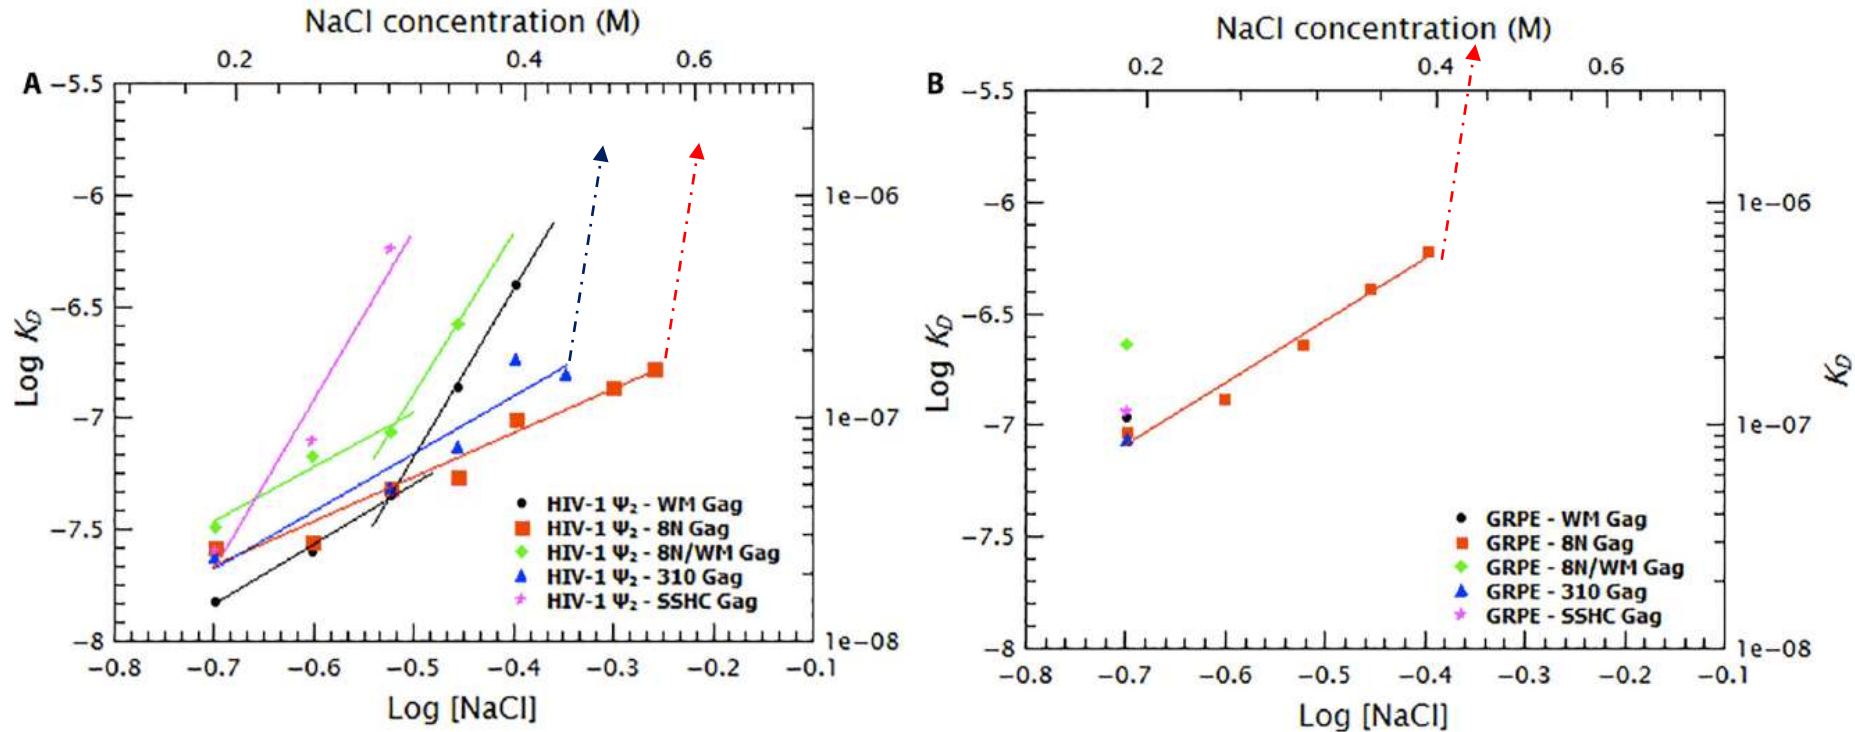 NaCl concentration (M)
0.2 0.4 0.6
A
−5.5
−6
−6.5
−7
−7.5
−8
Log KD
1e−06
1e−07
1e−08
HIV-1 Ψ₂ - WM Gag
HIV-1 Ψ₂ - 8N Gag
HIV-1 Ψ₂ - 8N/WM Gag
HIV-1 Ψ₂ - 310 Gag
HIV-1 Ψ₂ - SSHC Gag
−0.8 −0.7 −0.6 −0.5 −0.4 −0.3 −0.2 −0.1
Log [NaCl]
NaCl concentration (M)
0.2 0.4 0.6
B
−5.5
−6
−6.5
−7
−7.5
−8
Log KD
1e−06
1e−07
1e−08
KD
GRPE - WM Gag
GRPE - 8N Gag
GRPE - 8N/WM Gag
GRPE - 310 Gag
GRPE - SSHC Gag
−0.8 −0.7 −0.6 −0.5 −0.4 −0.3 −0.2 −0.1
Log [NaCl]